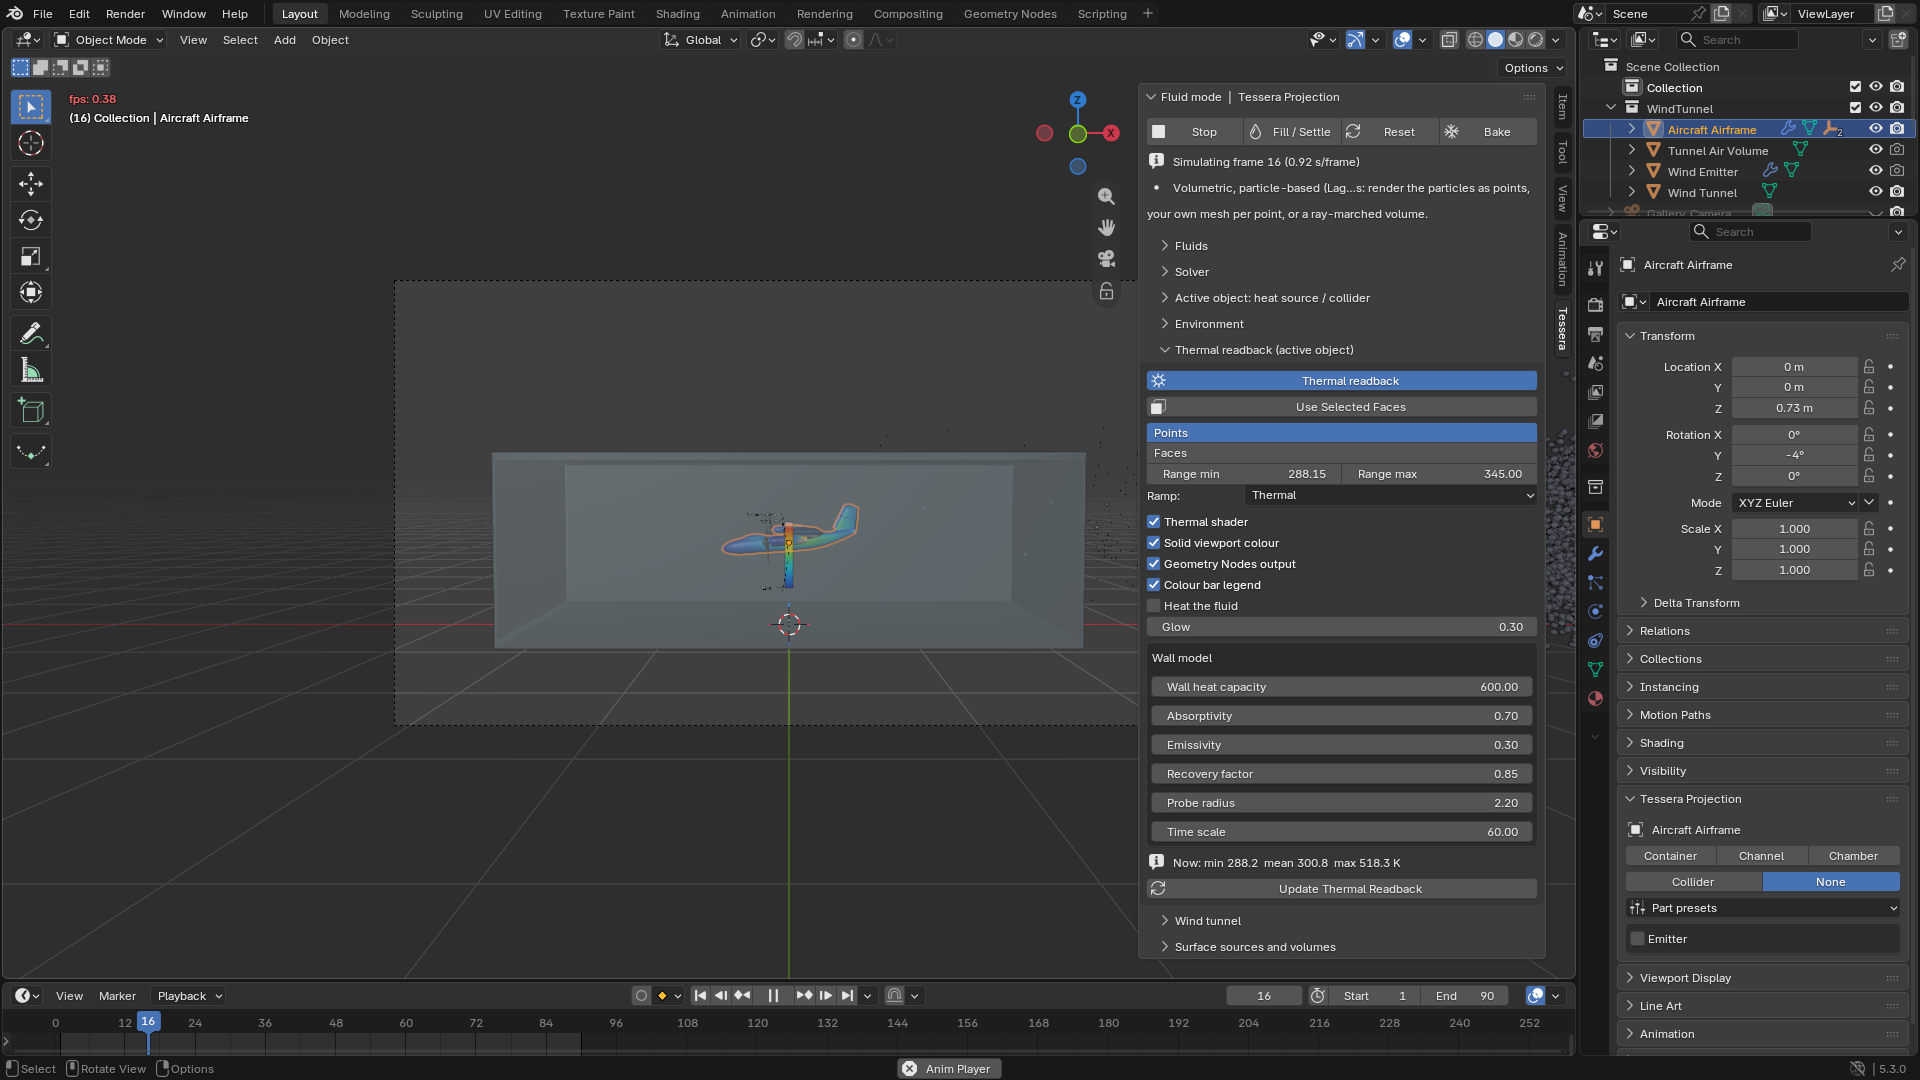 File Edit Render Window Help Layout Modeling Sculpting UV Editing Texture Paint Shading Animation Rendering Compositing Geometry Nodes Scripting + Scene ViewLayer
Object Mode View Select Add Object Global Search
Options
fps: 0.38
(16) Collection | Aircraft Airframe
Z
X
Fluid mode | Tessera Projection
Stop Fill / Settle Reset Bake
Simulating frame 16 (0.92 s/frame)
• Volumetric, particle-based (Lag...s: render the particles as points,
your own mesh per point, or a ray-marched volume.
Fluids
Solver
Active object: heat source / collider
Environment
Thermal readback (active object)
Thermal readback
Use Selected Faces
Points
Faces
Range min 288.15 Range max 345.00
Ramp: Thermal
Thermal shader
Solid viewport colour
Geometry Nodes output
Colour bar legend
Heat the fluid
Glow 0.30
Wall model
Wall heat capacity 600.00
Absorptivity 0.70
Emissivity 0.30
Recovery factor 0.85
Probe radius 2.20
Time scale 60.00
Now: min 288.2 mean 300.8 max 518.3 K
Update Thermal Readback
Wind tunnel
Surface sources and volumes
Item
Tool
View
Animation
Tessera
Scene Collection
Collection
WindTunnel
Aircraft Airframe 2
Tunnel Air Volume
Wind Emitter
Wind Tunnel
Gallery Camera
Search
Aircraft Airframe
Aircraft Airframe
Transform
Location X 0 m
Y 0 m
Z 0.73 m
Rotation X 0°
Y -4°
Z 0°
Mode XYZ Euler
Scale X 1.000
Y 1.000
Z 1.000
Delta Transform
Relations
Collections
Instancing
Motion Paths
Shading
Visibility
Tessera Projection
Aircraft Airframe
Container Channel Chamber
Collider None
Part presets
Emitter
Viewport Display
Line Art
Animation
View Marker Playback 16 Start 1 End 90
0 12 16 24 36 48 60 72 84 96 108 120 132 144 156 168 180 192 204 216 228 240 252
Select Rotate View Options Anim Player 5.3.0